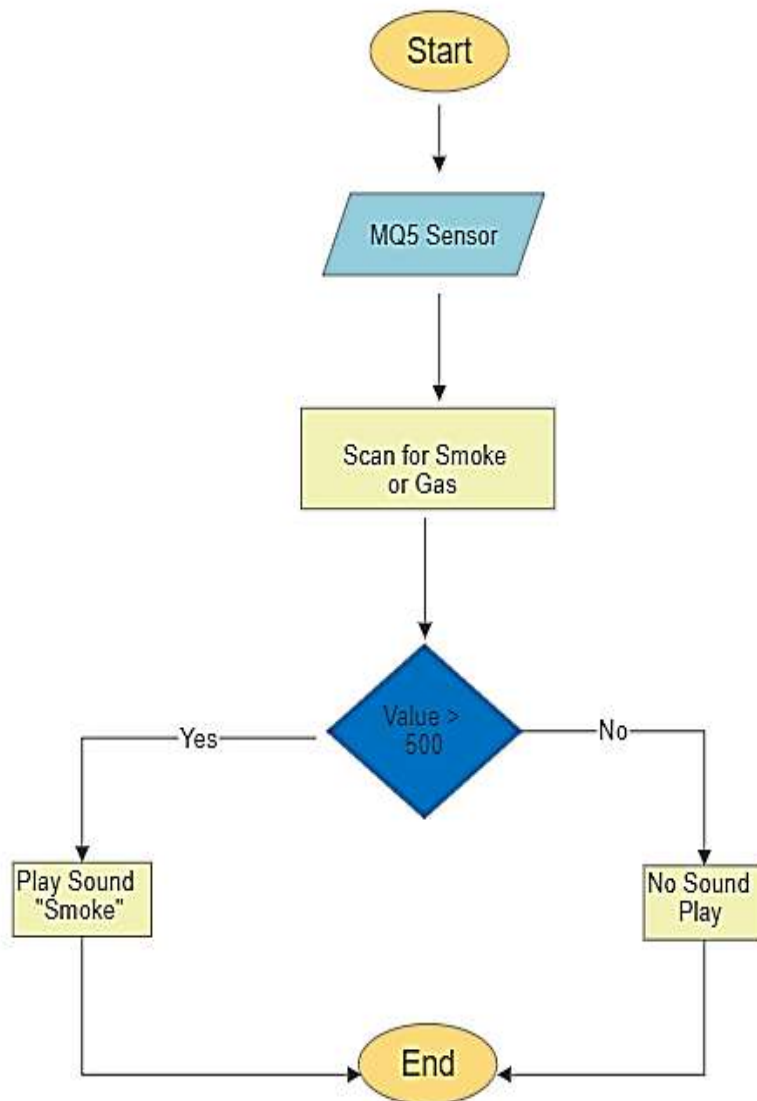 Start
MQ5 Sensor
Scan for Smoke
or Gas
Value >
500
Yes
No
Play Sound
"Smoke"
No Sound
Play
End